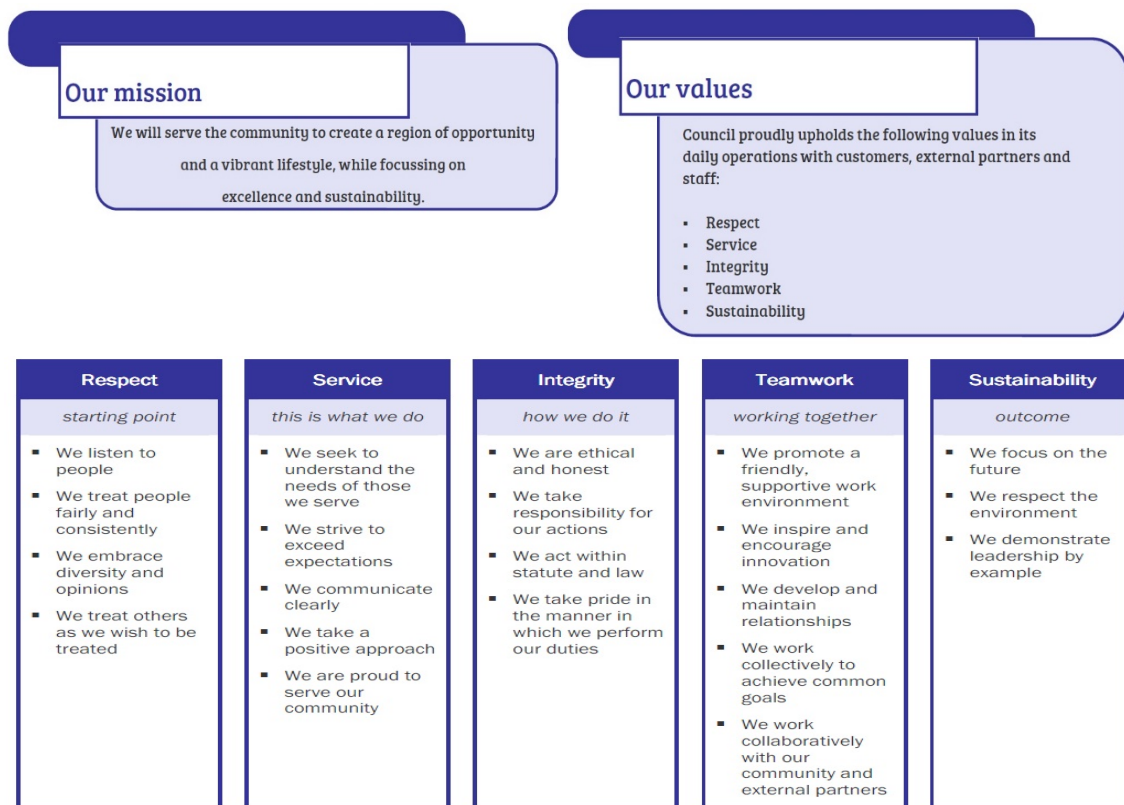 Our mission
We will serve the community to create a region of opportunity
and a vibrant lifestyle, while focussing on
excellence and sustainability.
Our values
Council proudly upholds the following values in its
daily operations with customers, external partners and
staff:
▪ Respect
▪ Service
▪ Integrity
▪ Teamwork
▪ Sustainability
Respect
starting point
▪ We listen to
people
▪ We treat people
fairly and
consistently
▪ We embrace
diversity and
opinions
▪ We treat others
as we wish to be
treated
Service
this is what we do
▪ We seek to
understand the
needs of those
we serve
▪ We strive to
exceed
expectations
▪ We communicate
clearly
▪ We take a
positive approach
▪ We are proud to
serve our
community
Integrity
how we do it
▪ We are ethical
and honest
▪ We take
responsibility for
our actions
▪ We act within
statute and law
▪ We take pride in
the manner in
which we perform
our duties
Teamwork
working together
▪ We promote a
friendly,
supportive work
environment
▪ We inspire and
encourage
innovation
▪ We develop and
maintain
relationships
▪ We work
collectively to
achieve common
goals
▪ We work
collaboratively
with our
community and
external partners
Sustainability
outcome
▪ We focus on the
future
▪ We respect the
environment
▪ We demonstrate
leadership by
example